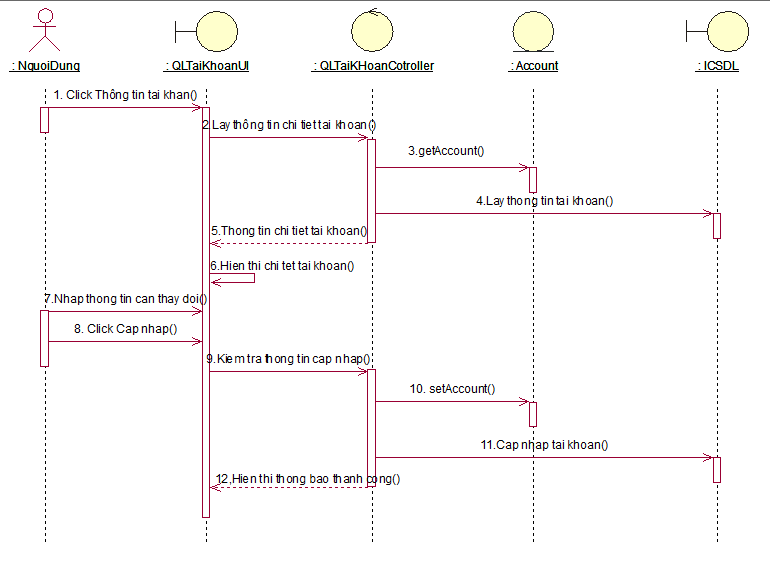 : NguoiDung
: QLTaiKhoanUI
: QLTaiKHoanCotroller
: Account
: ICSDL
1. Click Thông tin tai khan()
2.Lay thông tin chi tiet tai khoan()
3.getAccount()
4.Lay thong tin tai khoan()
5.Thong tin chi tiet tai khoan()
6.Hien thi chi tet tai khoan()
7.Nhap thong tin can thay doi()
8. Click Cap nhap()
9.Kiem tra thong tin cap nhap()
10. setAccount()
11.Cap nhap tai khoan()
12,Hien thi thong bao thanh cong()